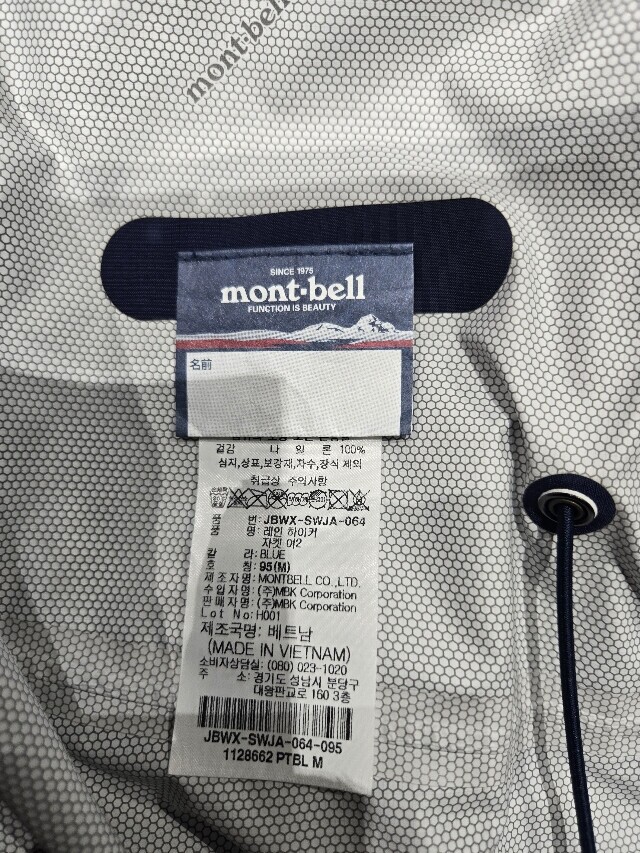 mont-bell
SINCE 1975
mont-bell
FUNCTION IS BEAUTY
名前
겉감 나 일 론 100%
심지,상표,보강재,자수,장식 제외
취급상 주의사항
품 번: JBWX-SWJA-064
품 명: 레인 하이커
자켓 여2
칼 라: BLUE
호 칭: 95(M)
제 조 자 명: MONTBELL CO.,LTD.
수 입 자 명: (주)MBK Corporation
판 매 자 명: (주)MBK Corporation
Lot No: H001
제조국명: 베트남
(MADE IN VIETNAM)
소비자상담실: (080) 023-1020
주 소: 경기도 성남시 분당구
대왕판교로 160 3층
JBWX-SWJA-064-095
1128662 PTBL M